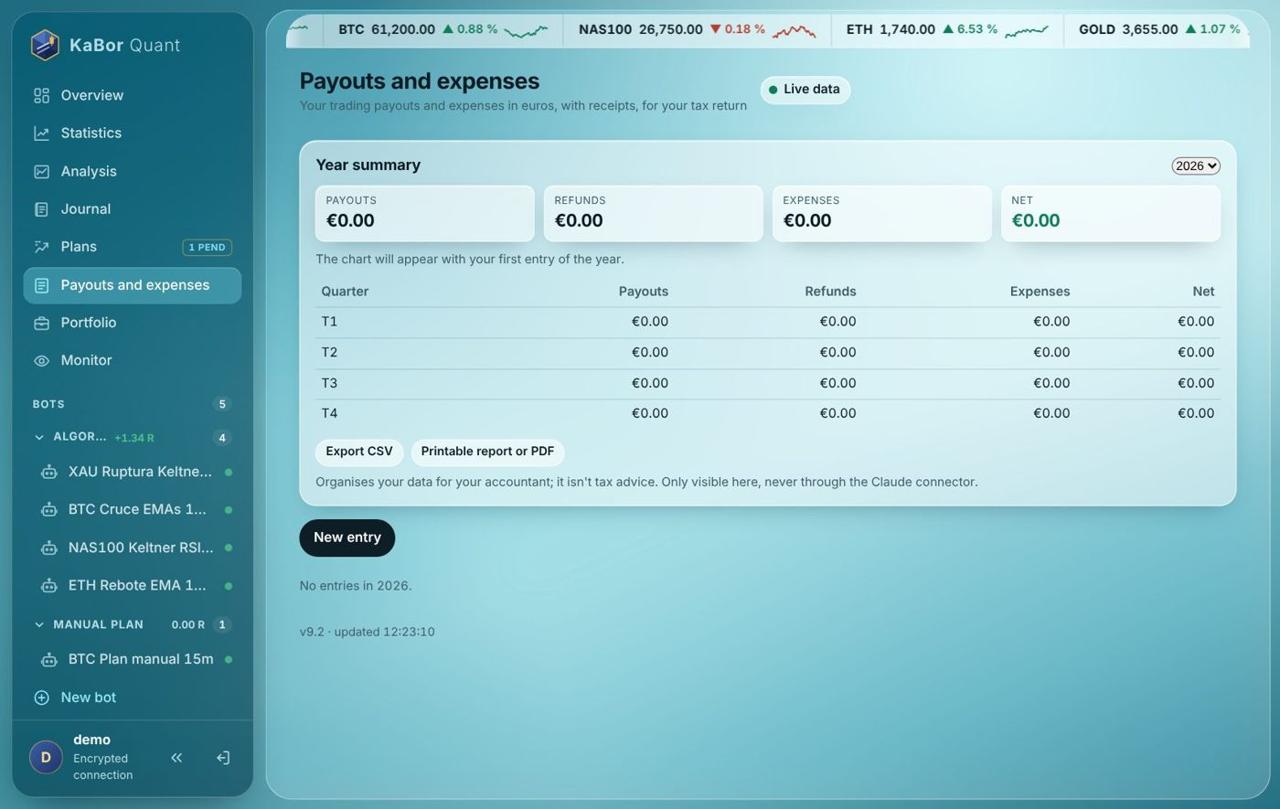 KaBor Quant
Overview
Statistics
Analysis
Journal
Plans 1 PEND
Payouts and expenses
Portfolio
Monitor
BOTS 5
ALGOR... +1.34 R 4
XAU Ruptura Keltne...
BTC Cruce EMAs 1...
NAS100 Keltner RSI...
ETH Rebote EMA 1...
MANUAL PLAN 0.00 R 1
BTC Plan manual 15m
New bot
D
demo
Encrypted
connection
BTC 61,200.00 ▲ 0.88 % NAS100 26,750.00 ▼ 0.18 % ETH 1,740.00 ▲ 6.53 % GOLD 3,655.00 ▲ 1.07 %
Payouts and expenses
Your trading payouts and expenses in euros, with receipts, for your tax return
Live data
Year summary
2026
PAYOUTS REFUNDS EXPENSES NET
€0.00 €0.00 €0.00 €0.00
The chart will appear with your first entry of the year.
Quarter Payouts Refunds Expenses Net
T1 €0.00 €0.00 €0.00 €0.00
T2 €0.00 €0.00 €0.00 €0.00
T3 €0.00 €0.00 €0.00 €0.00
T4 €0.00 €0.00 €0.00 €0.00
Export CSV Printable report or PDF
Organises your data for your accountant; it isn't tax advice. Only visible here, never through the Claude connector.
New entry
No entries in 2026.
v9.2 · updated 12:23:10